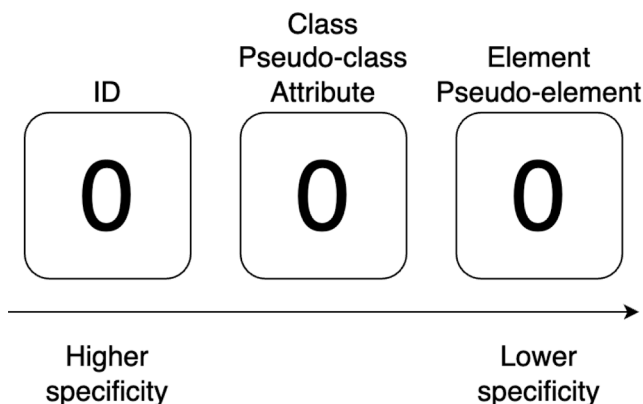 ID
Class
Pseudo-class
Attribute
Element
Pseudo-element
0
0
0
Higher
specificity
Lower
specificity